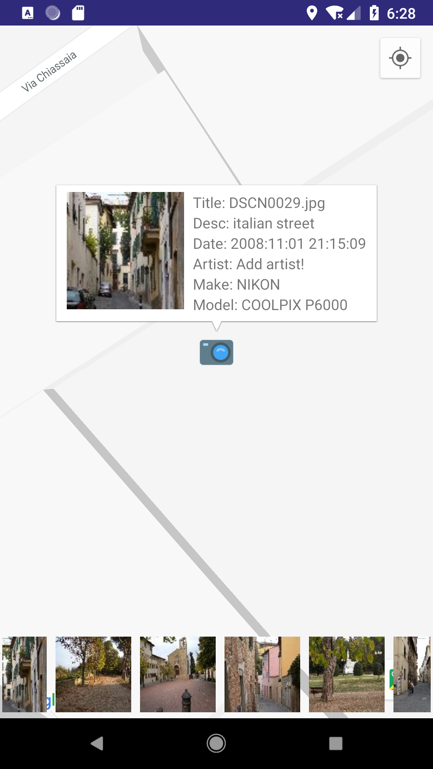 6:28
Via Chiassaia
Title: DSCN0029.jpg
Desc: italian street
Date: 2008:11:01 21:15:09
Artist: Add artist!
Make: NIKON
Model: COOLPIX P6000